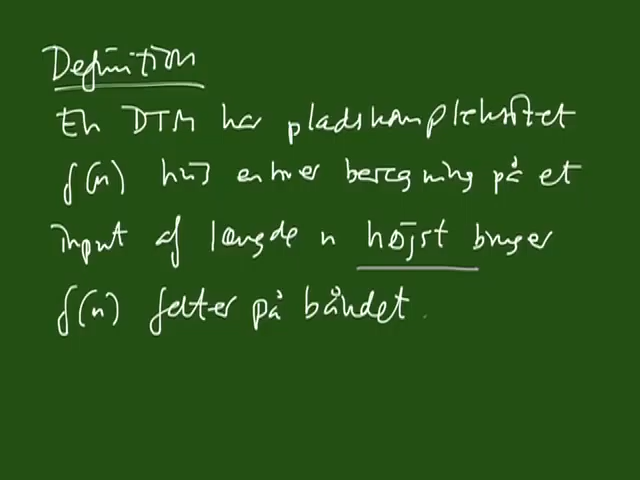 Definition
En DTM har pladskompleksitet
f(n) hvis enhver beregning på et
input af længde n højst bruger
f(n) felter på båndet.